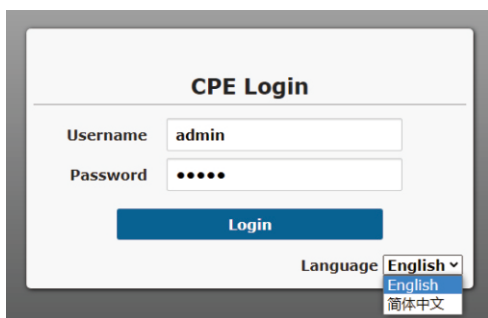 CPE Login
Username admin
Password •••••
Login
Language English
English
简体中文